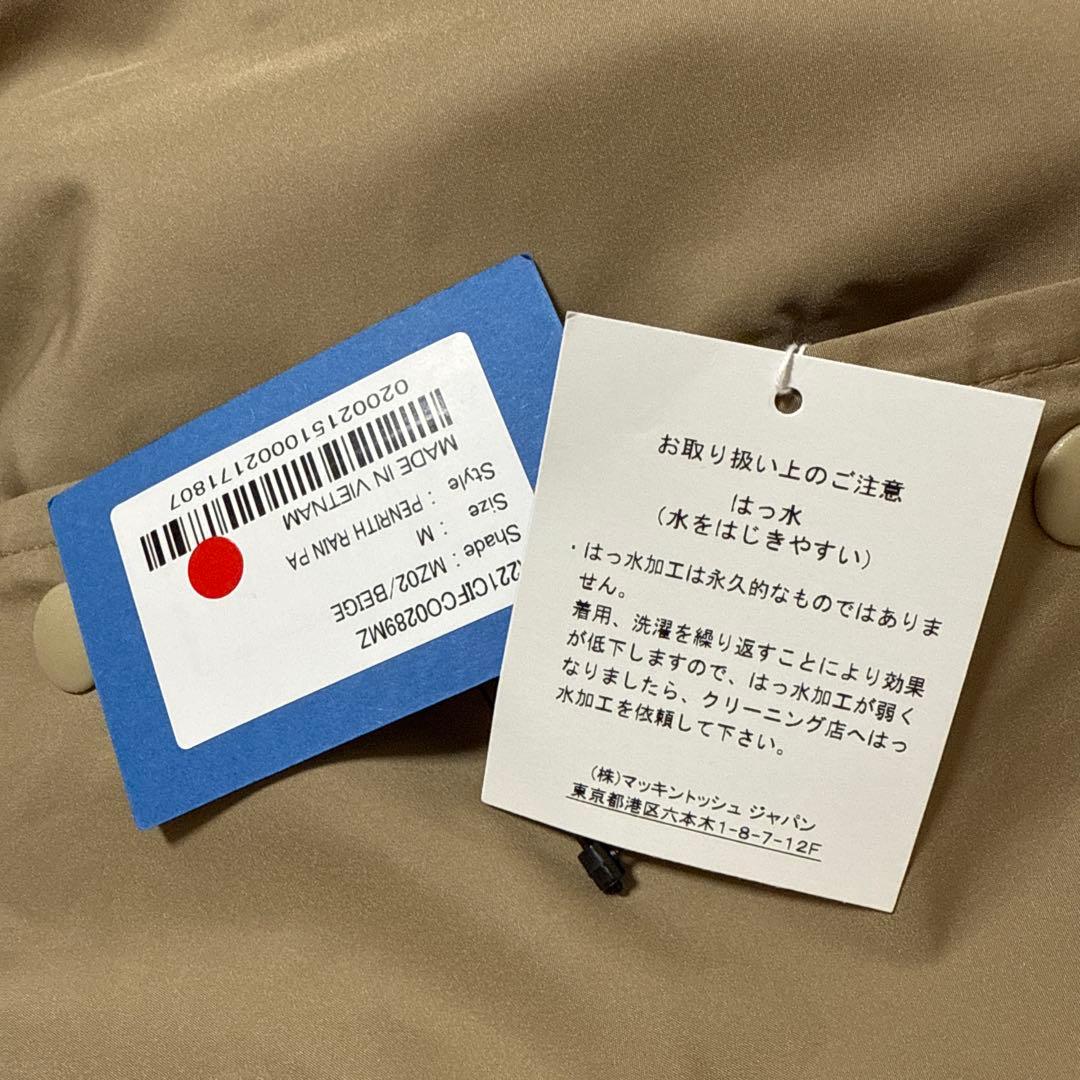 221CIFCO0289MZ
Shade : MZ02/BEIGE
Size : M
Style : PENRITH RAIN PA
MADE IN VIETNAM
020021510002171807
お取り扱い上のご注意
はっ水
(水をはじきやすい)
・はっ水加工は永久的なものではありま
せん。
着用、洗濯を繰り返すことにより効果
が低下しますので、はっ水加工が弱く
なりましたら、クリーニング店へはっ
水加工を依頼して下さい。
(株)マッキントッシュ ジャパン
東京都港区六本木1-8-7-12F